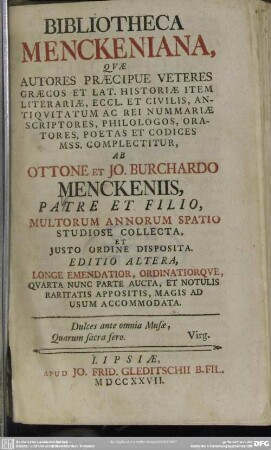 BIBLIOTHECA
MENCKENIANA,
QVÆ
AUTORES PRÆCIPUE VETERES
GRÆCOS ET LAT. HISTORIÆ ITEM
LITERARIÆ, ECCL. ET CIVILIS, AN-
TIQVITATUM AC REI NUMMARIÆ
SCRIPTORES, PHILOLOGOS, ORA-
TORES, POETAS ET CODICES
MSS. COMPLECTITUR,
AB
OTTONE ET JO. BURCHARDO
MENCKENIIS,
PATRE ET FILIO,
MULTORUM ANNORUM SPATIO
STUDIOSE COLLECTA,
ET
JUSTO ORDINE DISPOSITA.
EDITIO ALTERA,
LONGE EMENDATIOR, ORDINATIORQVE,
QVARTA NUNC PARTE AUCTA, ET NOTULIS
RARITATIS APPOSITIS, MAGIS AD
USUM ACCOMMODATA.
Dulces ante omnia Musæ,
Quarum sacra fero. Virg.
LIPSIÆ,
APUD JO. FRID. GLEDITSCHII B. FIL.
MDCCXXVII.